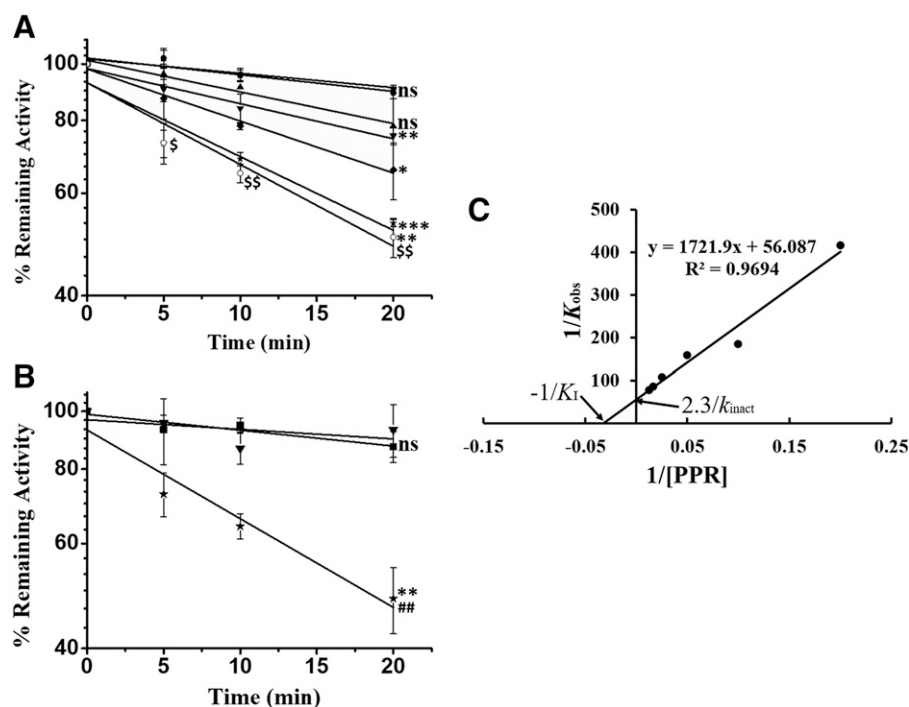 A
% Remaining Activity
100
80
60
40
0
5
10
15
20
Time (min)
$
$$
ns
ns
**
*
***
**
$$
B
% Remaining Activity
100
80
60
40
0
5
10
15
20
Time (min)
ns
**
##
C
500
400
300
200
100
1/Kobs
y = 1721.9x + 56.087
R² = 0.9694
-1/KI
2.3/kinact
-0.15
-0.05
0.05
0.15
0.25
1/[PPR]